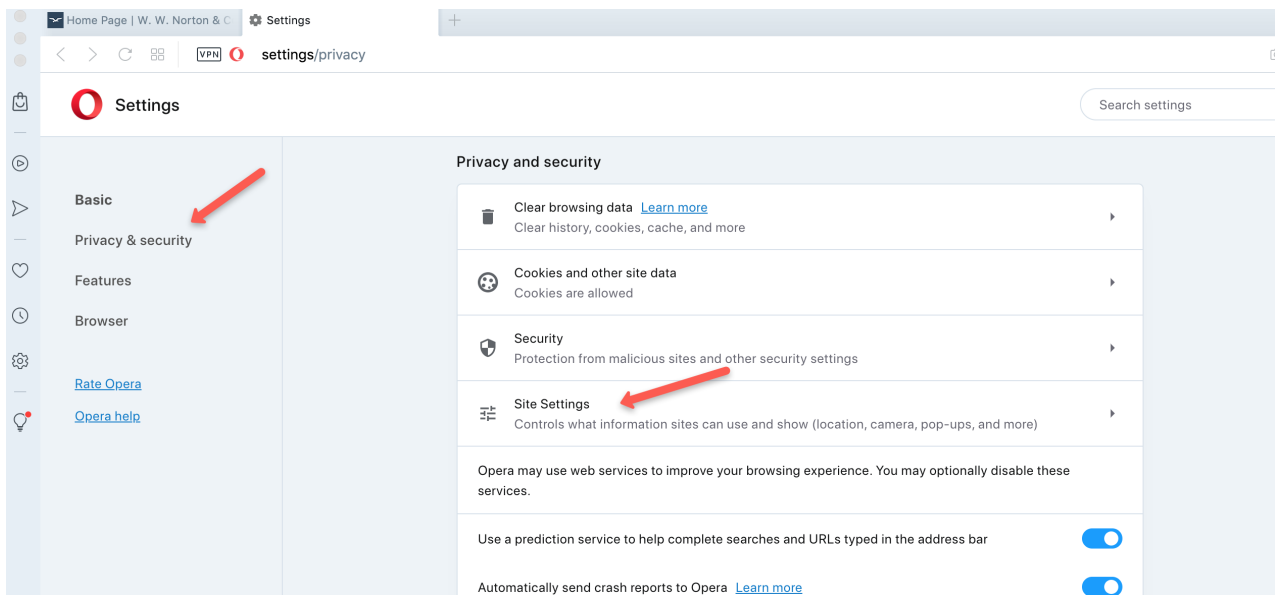 Home Page | W. W. Norton & C
Settings
VPN
settings/privacy
Settings
Search settings
Basic
Privacy & security
Features
Browser
Rate Opera
Opera help
Privacy and security
Clear browsing data Learn more
Clear history, cookies, cache, and more
Cookies and other site data
Cookies are allowed
Security
Protection from malicious sites and other security settings
Site Settings
Controls what information sites can use and show (location, camera, pop-ups, and more)
Opera may use web services to improve your browsing experience. You may optionally disable these
services.
Use a prediction service to help complete searches and URLs typed in the address bar
Automatically send crash reports to Opera Learn more